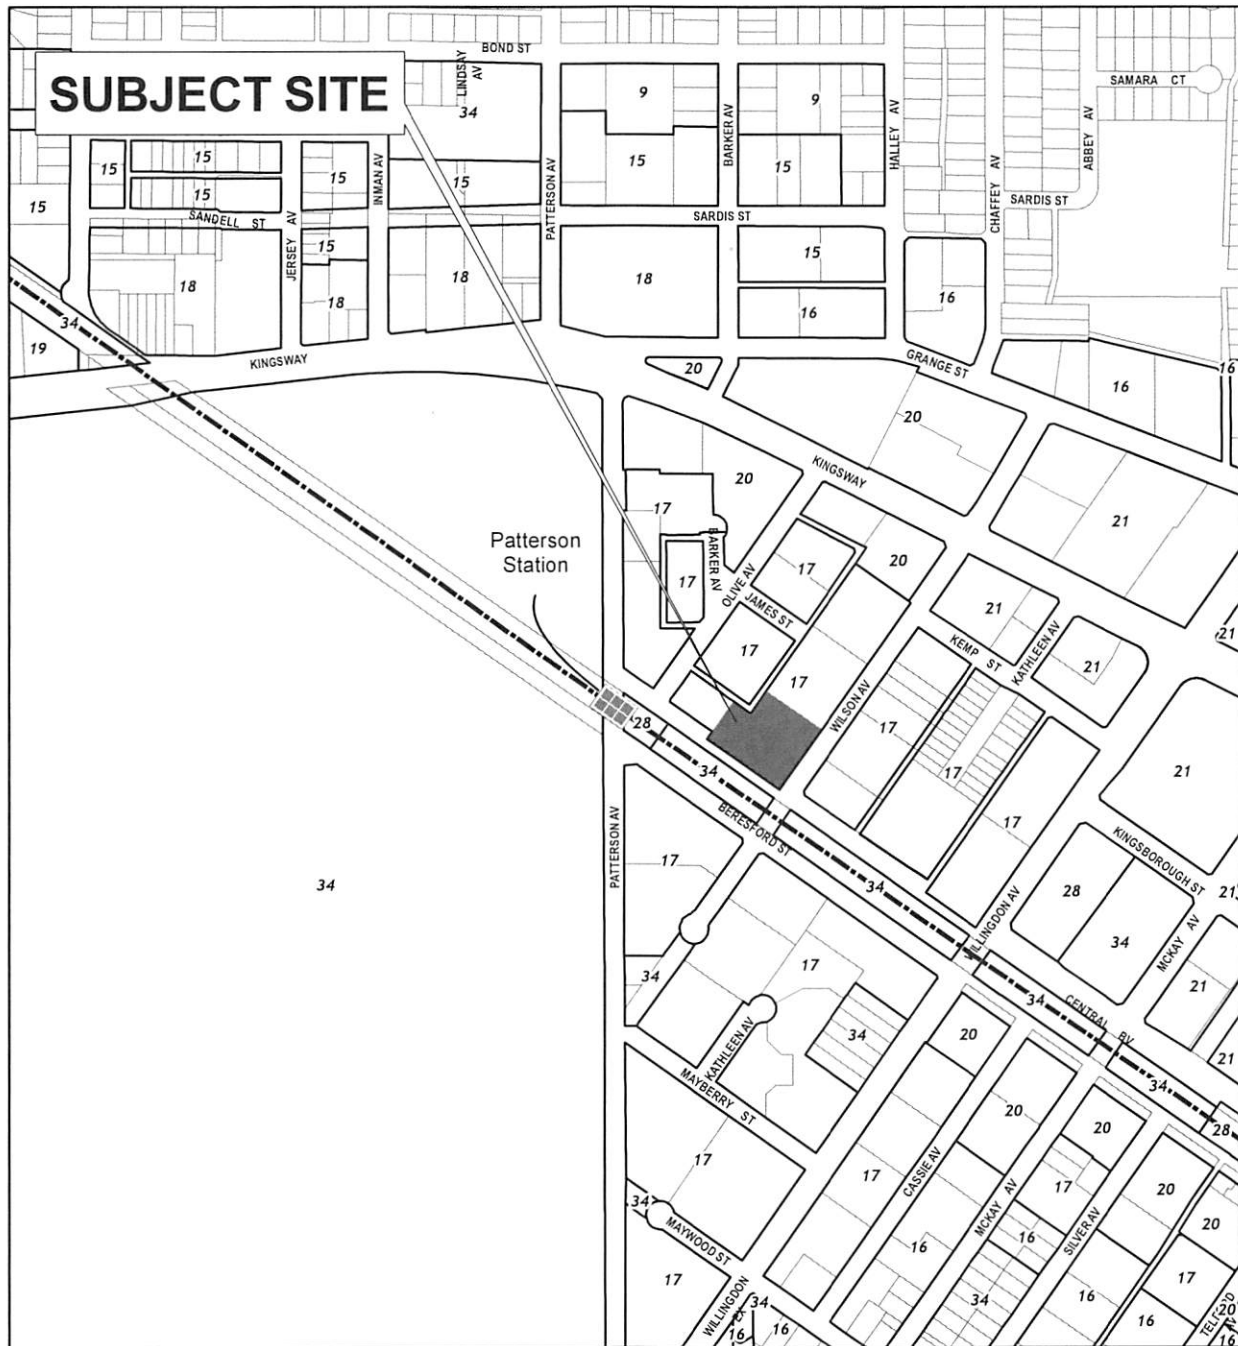 BOND ST
SUBJECT SITE
LINDSAY AV
34
9
9
SAMARA CT
BARKER AV
HALLEY AV
ABBEY AV
15
15
15
15
15
15
15
INMAN AV
PATTERSON AV
CHAFFEY AV
15
SANDELL ST
JERSEY AV
SARDIS ST
SARDIS ST
15
15
18
18
18
18
16
16
34
19
KINGSWAY
20
GRANGE ST
16
16
20
KINGSWAY
20
17
21
Patterson
Station
BARKER AV
17
OLIVE AV
17
20
JAMES ST
21
KATHLEEN AV
21
KEMP ST
21
17
17
WILSON AV
17
28
17
21
34
PATTERSON AV
BERESFORD ST
17
17
KINGSBOROUGH ST
34
34
28
21
WILLINGDON AV
34
MCKAY AV
17
34
21
34
CENTRAL BV
KATHLEEN AV
34
20
21
MAYBERRY ST
34
20
20
28
17
17
CASSIE AV
MCKAY AV
17
20
20
34
MAYWOOD ST
16
16
SILVER AV
17
17
34
16
16
WILLINGDON
34
16
16
20
16